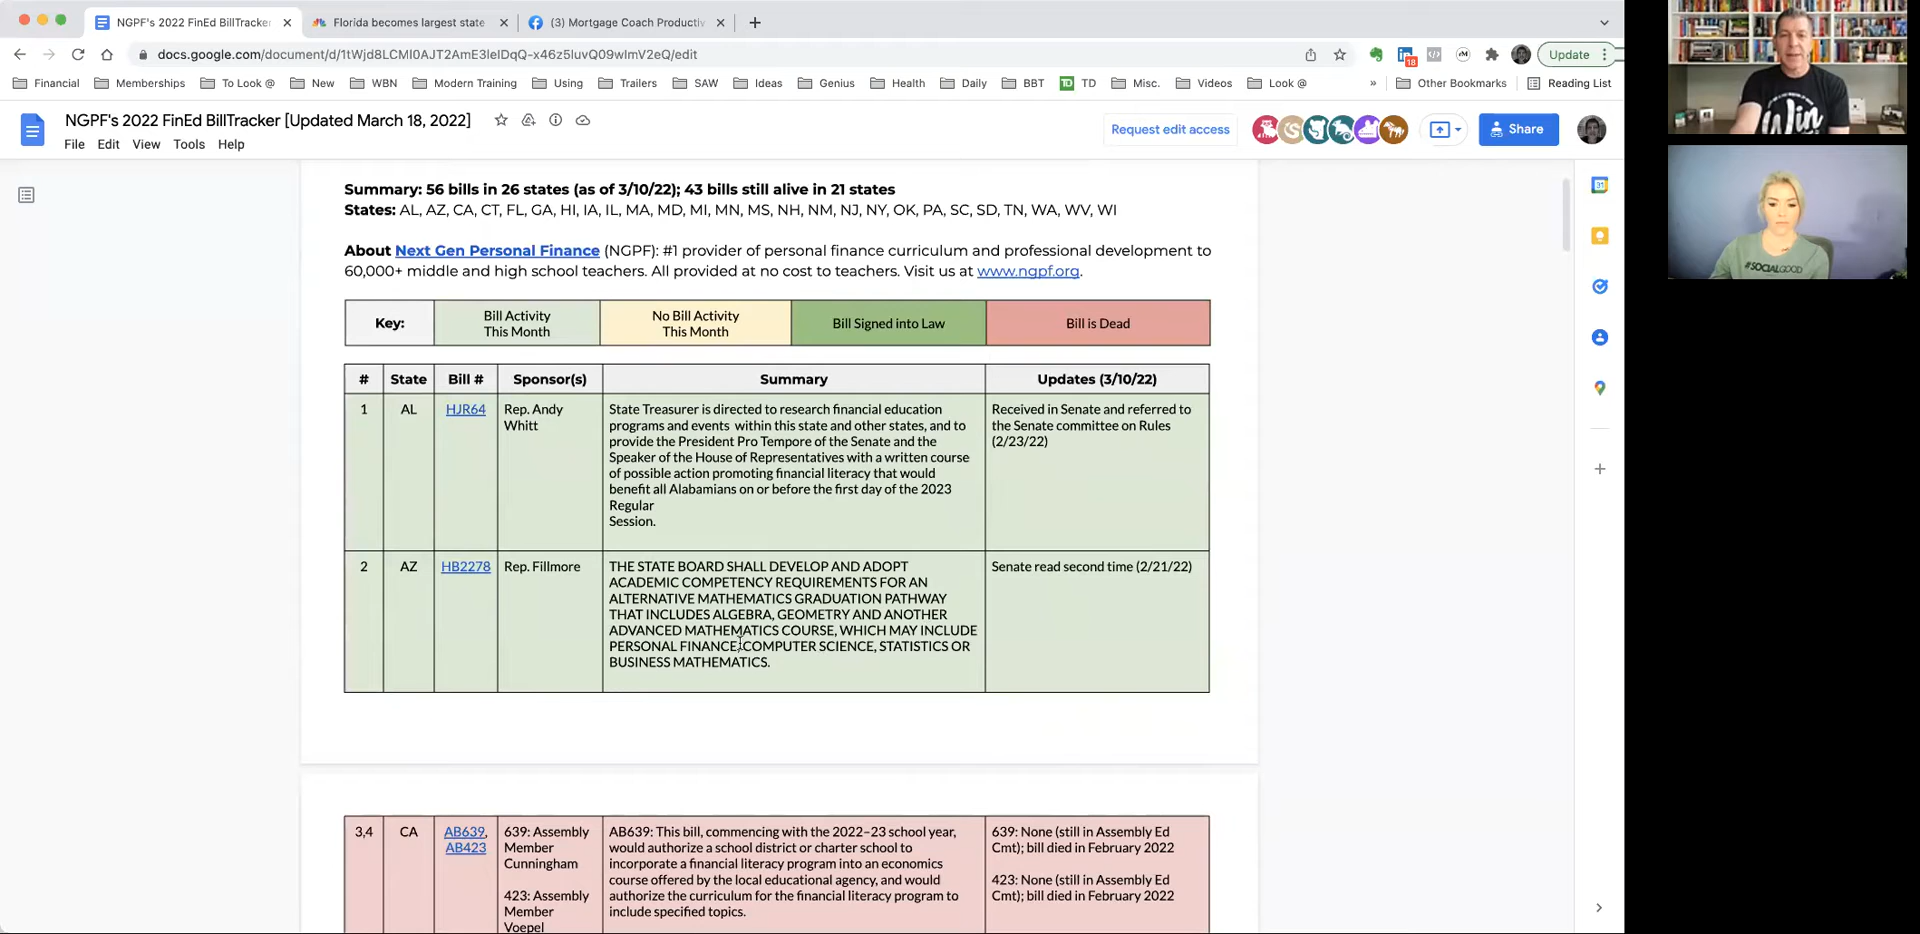 NGPF's 2022 FinEd BillTracker
Florida becomes largest state
(3) Mortgage Coach Productiv
docs.google.com/document/d/1tWjd8LCMI0AJT2AmE3leIDqQ-x46z5luvQ09wlmV2eQ/edit
18
Update
Financial
Memberships
To Look @
New
WBN
Modern Training
Using
Trailers
SAW
Ideas
Genius
Health
Daily
BBT
TD
Misc.
Videos
Look @
»
Other Bookmarks
Reading List
NGPF's 2022 FinEd BillTracker [Updated March 18, 2022]
File Edit View Tools Help
Request edit access
Share
Summary: 56 bills in 26 states (as of 3/10/22); 43 bills still alive in 21 states
States: AL, AZ, CA, CT, FL, GA, HI, IA, IL, MA, MD, MI, MN, MS, NH, NM, NJ, NY, OK, PA, SC, SD, TN, WA, WV, WI
About Next Gen Personal Finance (NGPF): #1 provider of personal finance curriculum and professional development to
60,000+ middle and high school teachers. All provided at no cost to teachers. Visit us at www.ngpf.org.
Key:
Bill Activity
This Month
No Bill Activity
This Month
Bill Signed into Law
Bill is Dead
# State Bill # Sponsor(s) Summary Updates (3/10/22)
1
AL
HJR64
Rep. Andy
Whitt
State Treasurer is directed to research financial education
programs and events within this state and other states, and to
provide the President Pro Tempore of the Senate and the
Speaker of the House of Representatives with a written course
of possible action promoting financial literacy that would
benefit all Alabamians on or before the first day of the 2023
Regular
Session.
Received in Senate and referred to
the Senate committee on Rules
(2/23/22)
2
AZ
HB2278
Rep. Fillmore
THE STATE BOARD SHALL DEVELOP AND ADOPT
ACADEMIC COMPETENCY REQUIREMENTS FOR AN
ALTERNATIVE MATHEMATICS GRADUATION PATHWAY
THAT INCLUDES ALGEBRA, GEOMETRY AND ANOTHER
ADVANCED MATHEMATICS COURSE, WHICH MAY INCLUDE
PERSONAL FINANCE,COMPUTER SCIENCE, STATISTICS OR
BUSINESS MATHEMATICS.
Senate read second time (2/21/22)
3,4
CA
AB639,
AB423
639: Assembly
Member
Cunningham
423: Assembly
Member
Voepel
AB639: This bill, commencing with the 2022–23 school year,
would authorize a school district or charter school to
incorporate a financial literacy program into an economics
course offered by the local educational agency, and would
authorize the curriculum for the financial literacy program to
include specified topics.
639: None (still in Assembly Ed
Cmt); bill died in February 2022
423: None (still in Assembly Ed
Cmt); bill died in February 2022
31
Win
#SOCIALGOOD